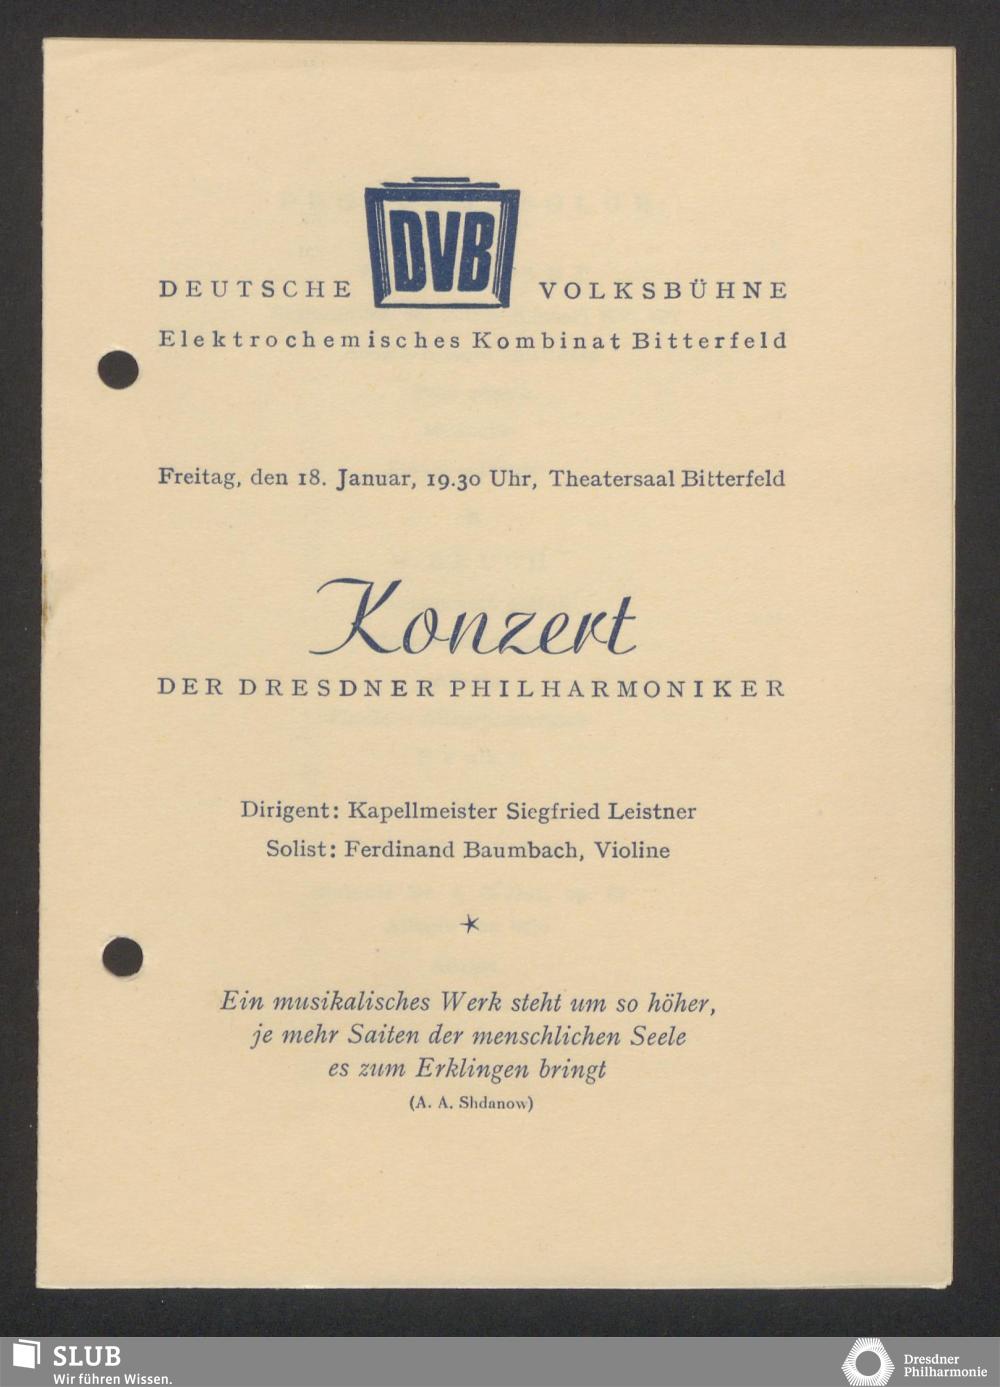 DVB
DEUTSCHE VOLKSBÜHNE
Elektrochemisches Kombinat Bitterfeld
Freitag, den 18. Januar, 19.30 Uhr, Theatersaal Bitterfeld
Konzert
DER DRESDNER PHILHARMONIKER
Dirigent: Kapellmeister Siegfried Leistner
Solist: Ferdinand Baumbach, Violine
Ein musikalisches Werk steht um so höher,
je mehr Saiten der menschlichen Seele
es zum Erklingen bringt
(A. A. Shdanow)
SLUB
Wir führen Wissen.
Dresdner
Philharmonie